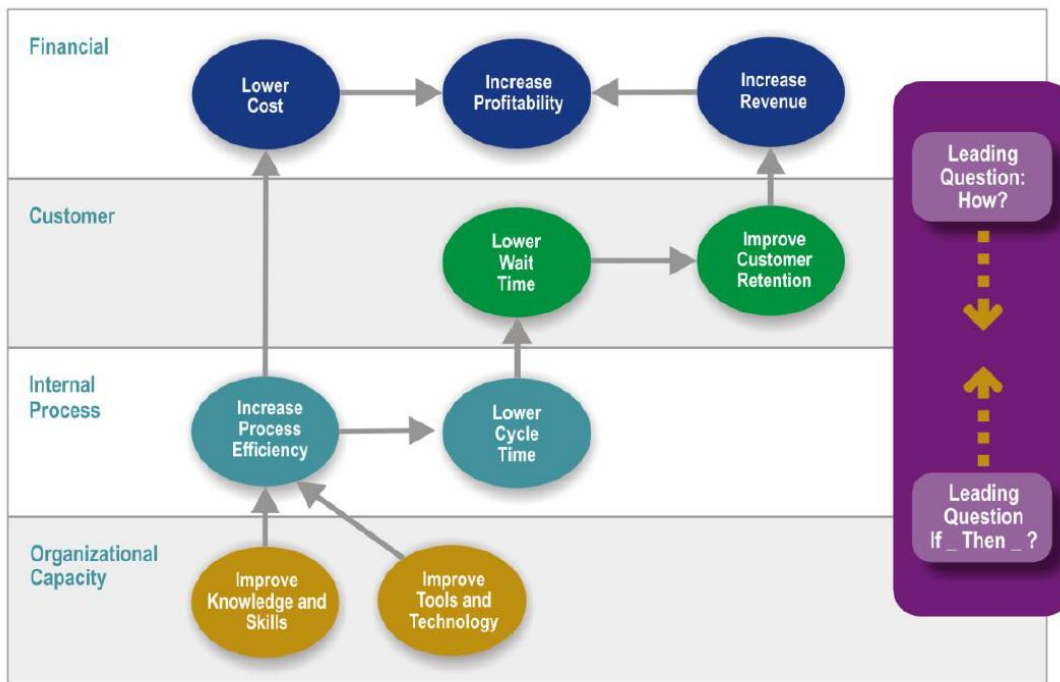 Financial
Lower
Cost
Increase
Profitability
Increase
Revenue
Customer
Lower
Wait
Time
Improve
Customer
Retention
Internal
Process
Increase
Process
Efficiency
Lower
Cycle
Time
Organizational
Capacity
Improve
Knowledge and
Skills
Improve
Tools and
Technology
Leading
Question:
How?
Leading
Question
If _ Then _ ?